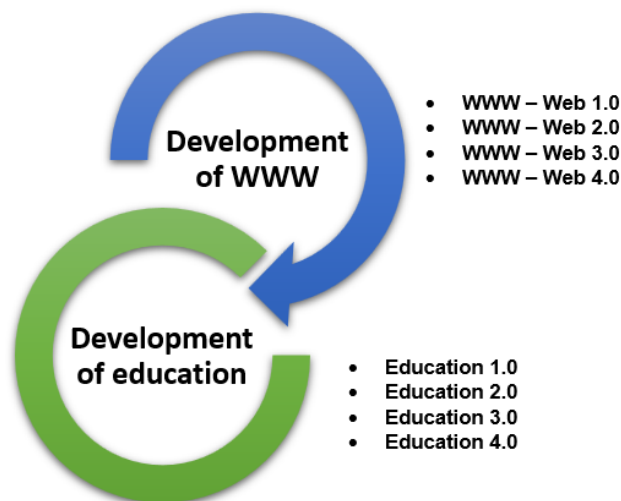 Development
of WWW
• WWW – Web 1.0
• WWW – Web 2.0
• WWW – Web 3.0
• WWW – Web 4.0
Development
of education
• Education 1.0
• Education 2.0
• Education 3.0
• Education 4.0